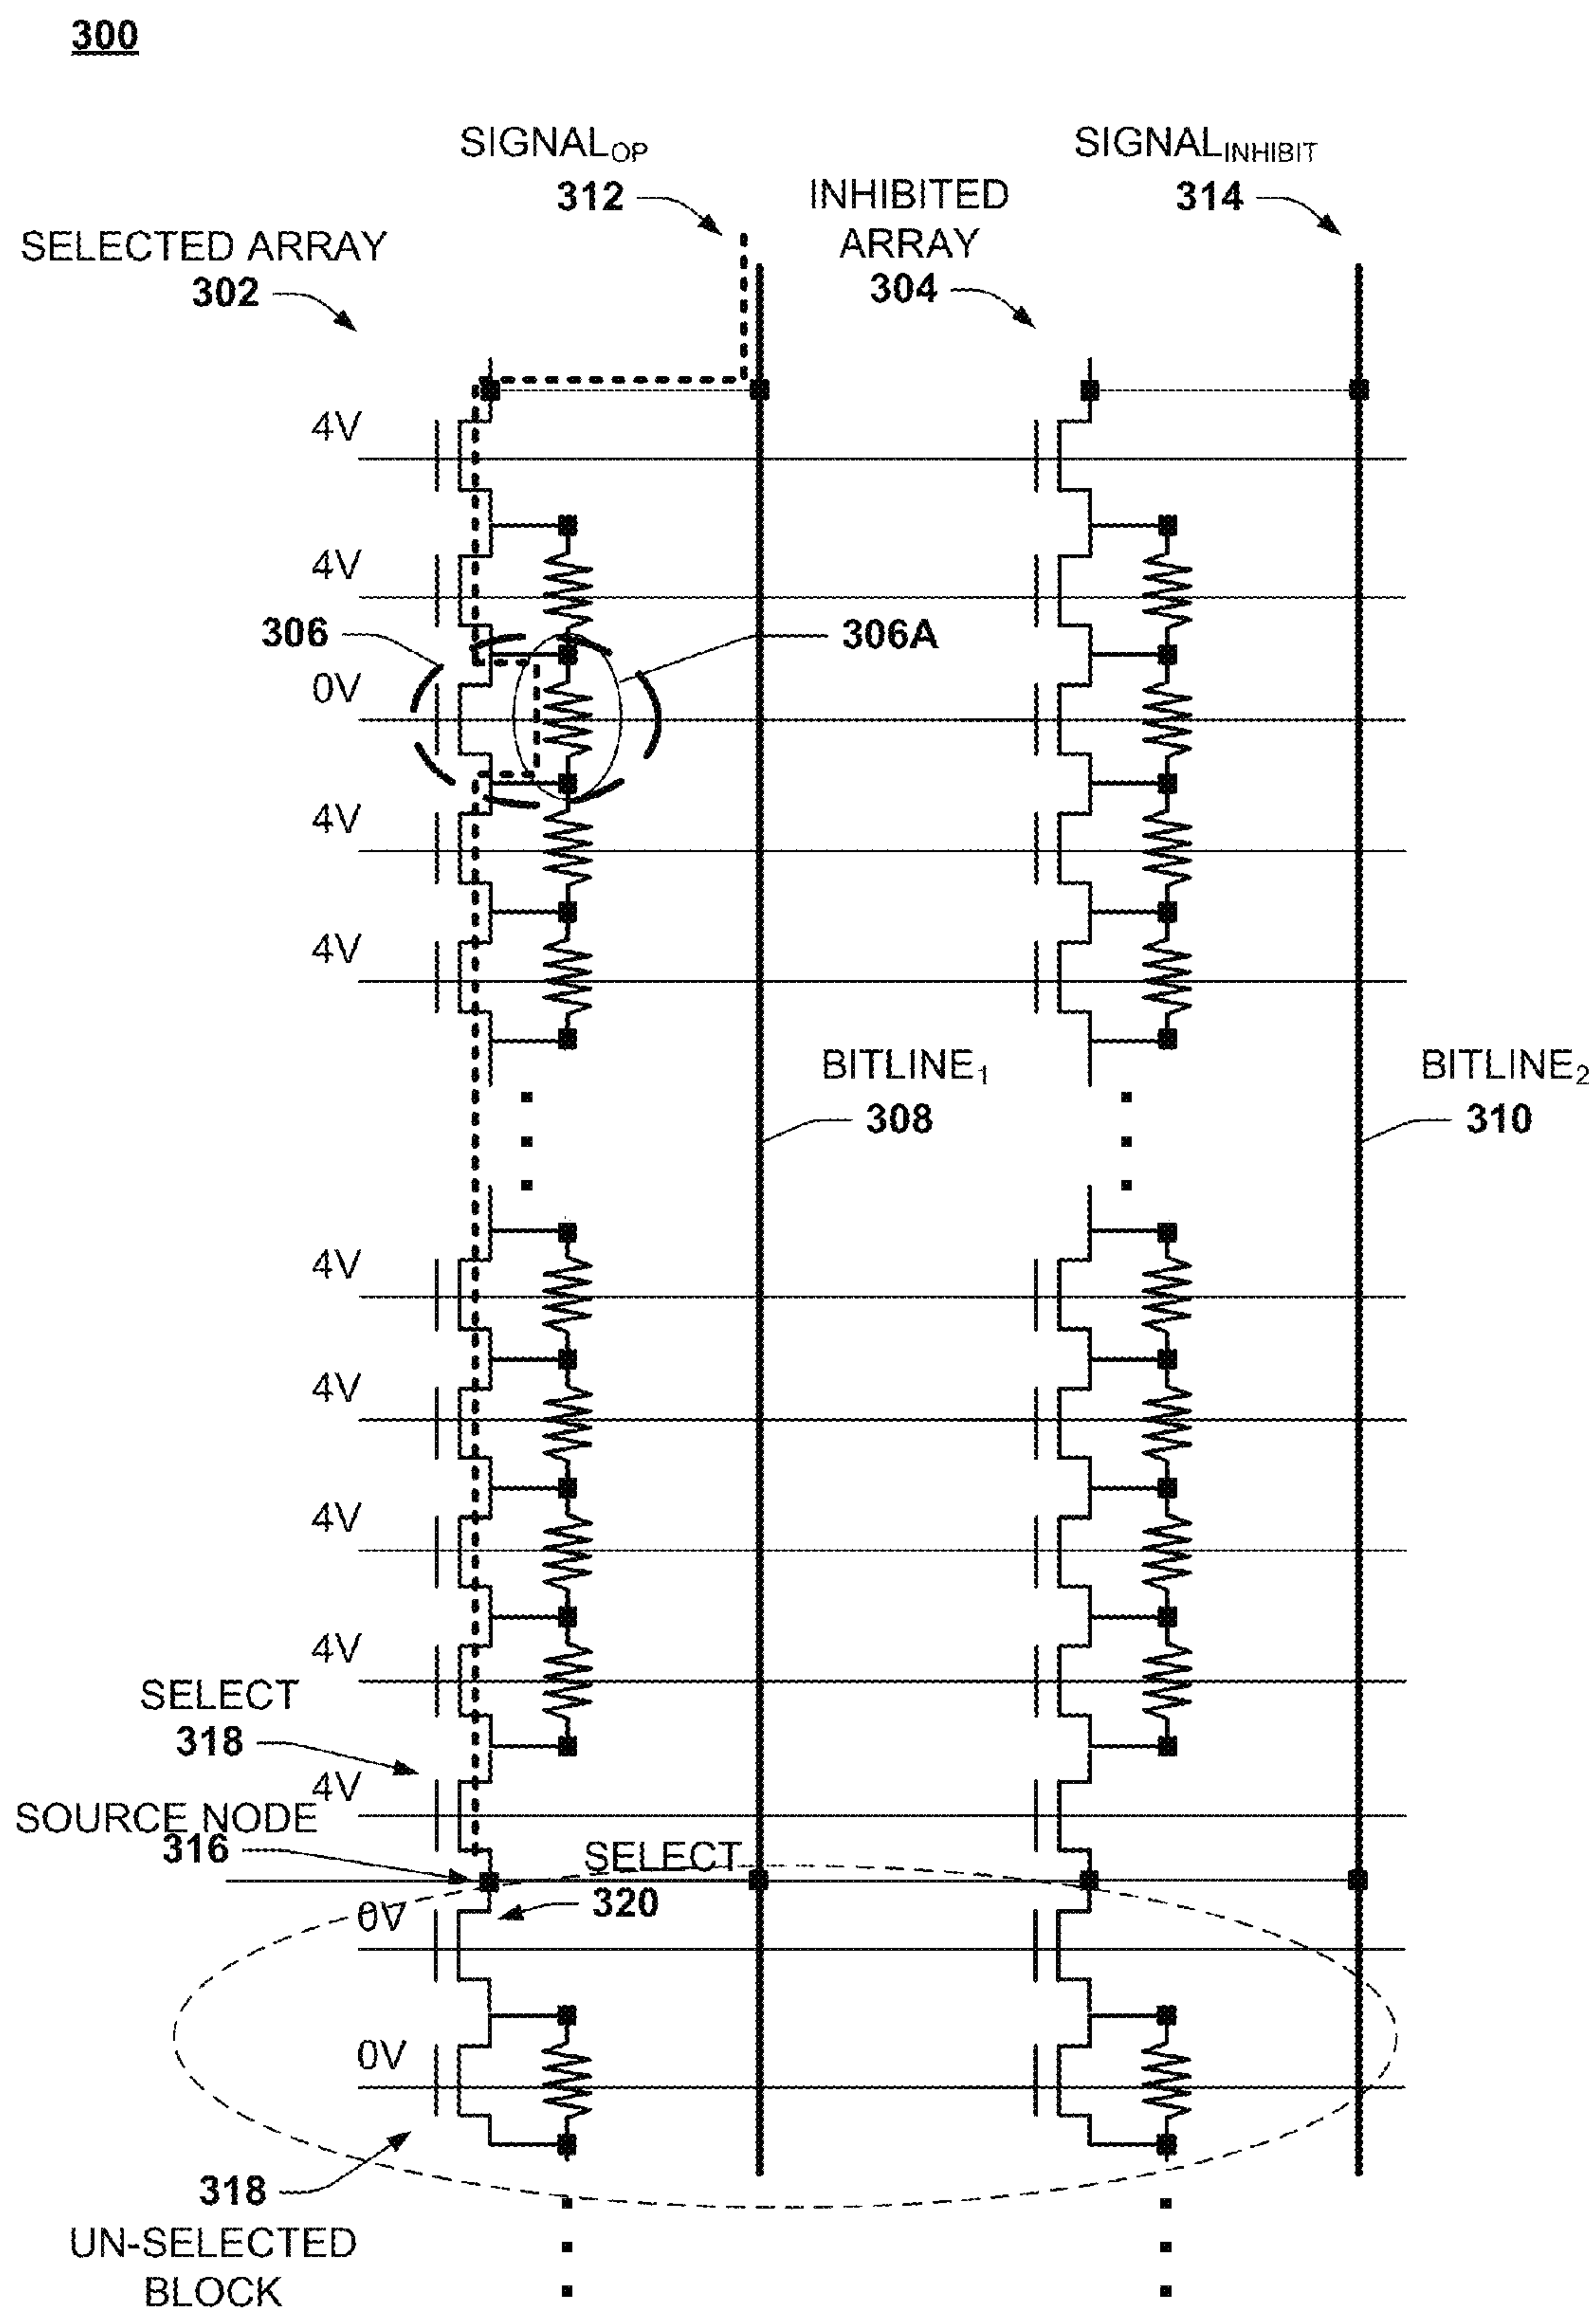 300
SIGNALOP
312
SIGNALINHIBIT
314
INHIBITED
ARRAY
304
SELECTED ARRAY
302
4V
4V
306
306A
0V
4V
4V
BITLINE1
308
BITLINE2
310
4V
4V
4V
4V
SELECT
318
4V
SOURCE NODE
316
SELECT
320
0V
0V
318
UN-SELECTED
BLOCK